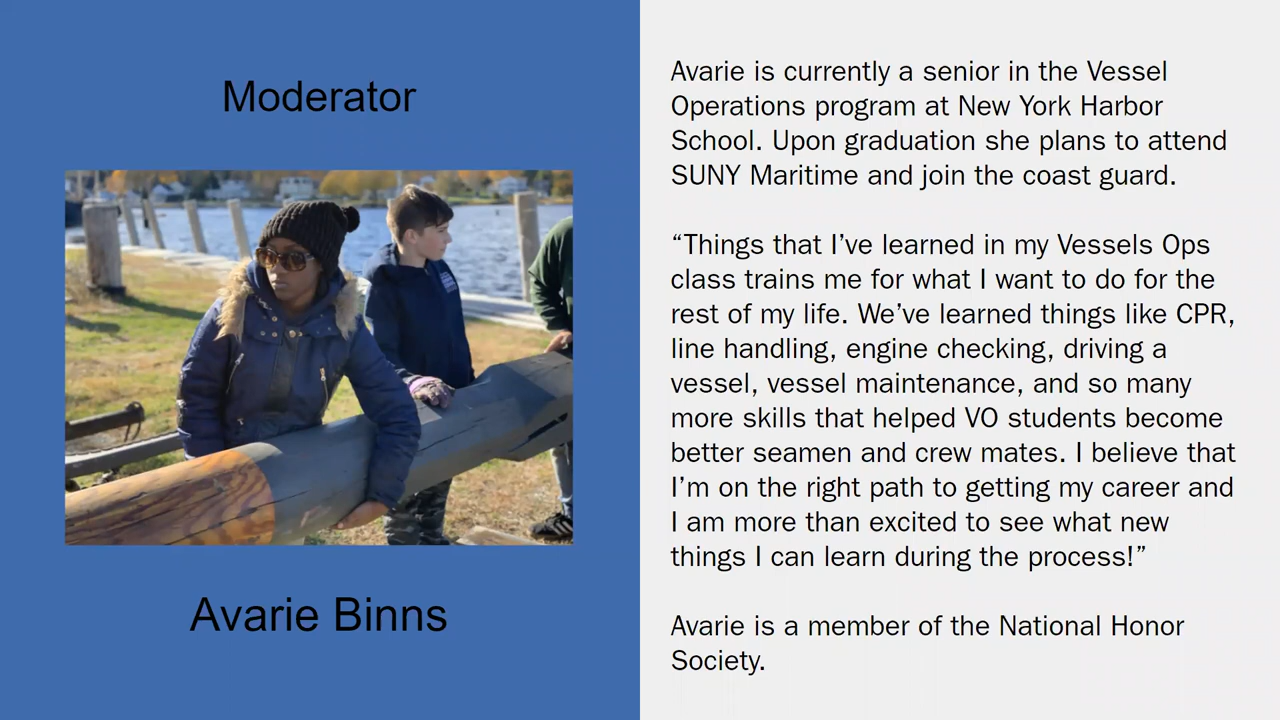 Moderator
Avarie Binns
Avarie is currently a senior in the Vessel
Operations program at New York Harbor
School. Upon graduation she plans to attend
SUNY Maritime and join the coast guard.
“Things that I’ve learned in my Vessels Ops
class trains me for what I want to do for the
rest of my life. We’ve learned things like CPR,
line handling, engine checking, driving a
vessel, vessel maintenance, and so many
more skills that helped VO students become
better seamen and crew mates. I believe that
I’m on the right path to getting my career and
I am more than excited to see what new
things I can learn during the process!”
Avarie is a member of the National Honor
Society.